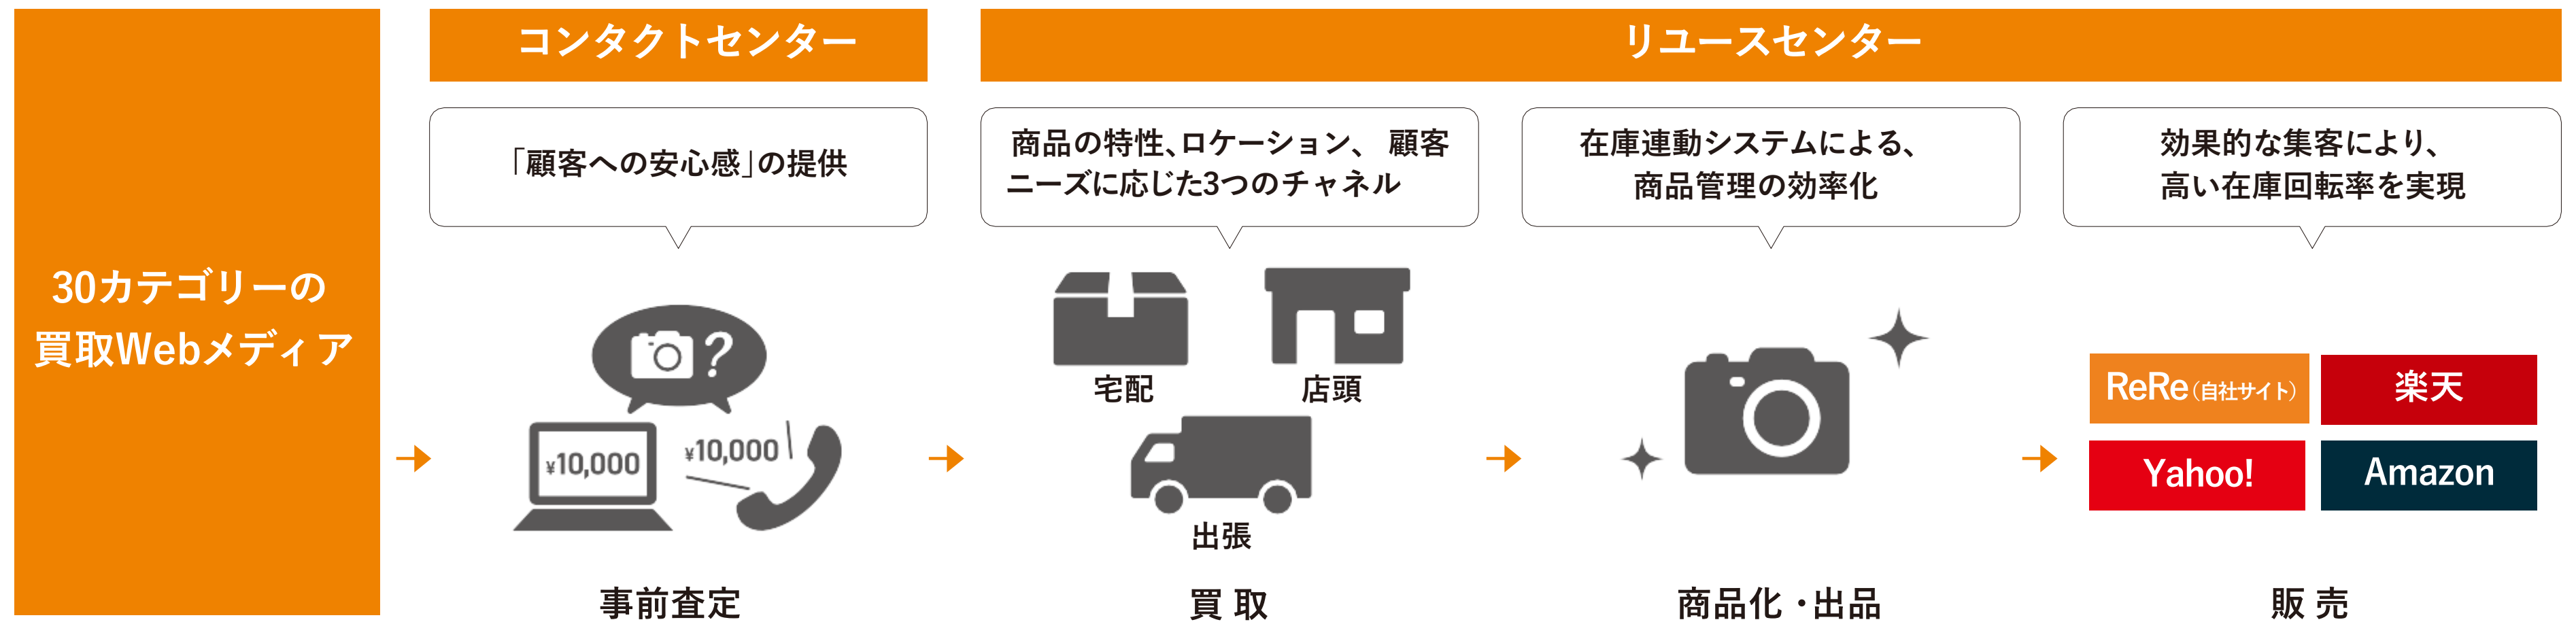 30カテゴリーの
買取Webメディア
コンタクトセンター
「顧客への安心感」の提供
¥10,000
¥10,000
?
事前査定
リユースセンター
商品の特性、ロケーション、 顧客
ニーズに応じた3つのチャネル
宅配
店頭
出張
買 取
在庫連動システムによる、
商品管理の効率化
商品化・出品
効果的な集客により、
高い在庫回転率を実現
ReRe（自社サイト）
楽天
Yahoo!
Amazon
販 売